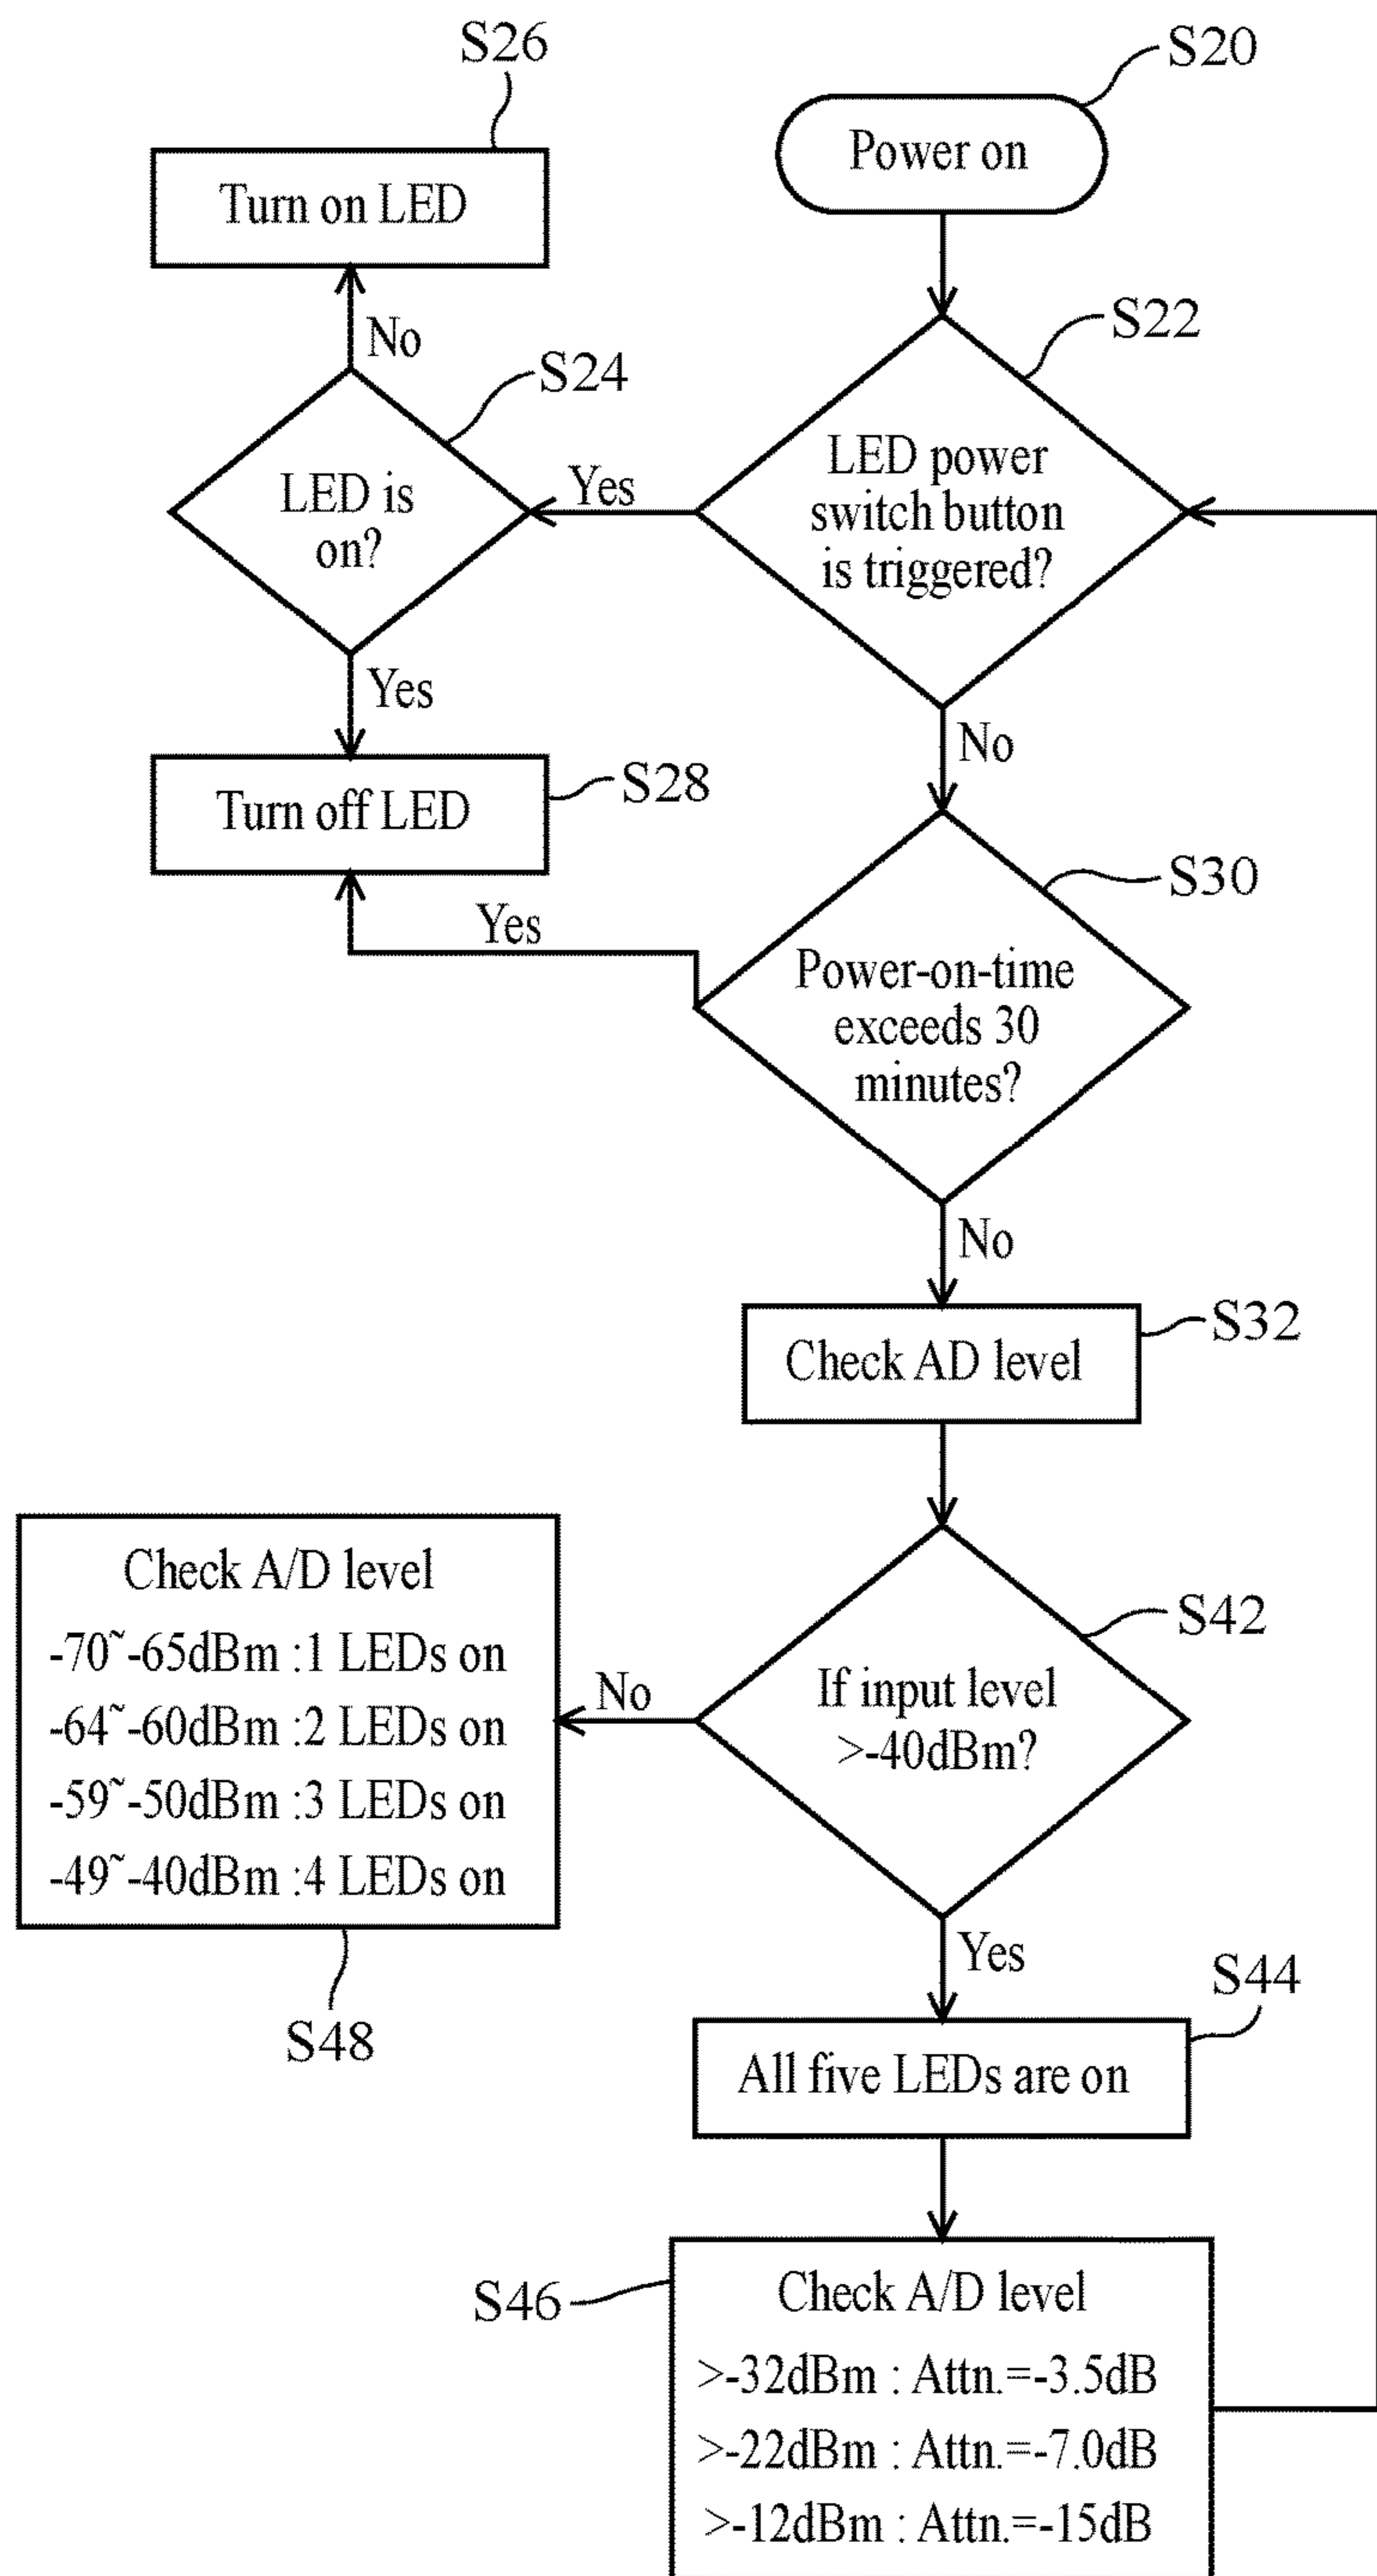 S26
S20
Power on
Turn on LED
S22
No
S24
LED power
switch button
is triggered?
LED is
on?
Yes
Yes
No
Turn off LED
S28
S30
Yes
Power-on-time
exceeds 30
minutes?
No
S32
Check AD level
S42
If input level
>-40dBm?
No
Check A/D level
-70~-65dBm :1 LEDs on
-64~-60dBm :2 LEDs on
-59~-50dBm :3 LEDs on
-49~-40dBm :4 LEDs on
S48
Yes
S44
All five LEDs are on
S46
Check A/D level
>-32dBm : Attn.=-3.5dB
>-22dBm : Attn.=-7.0dB
>-12dBm : Attn.=-15dB